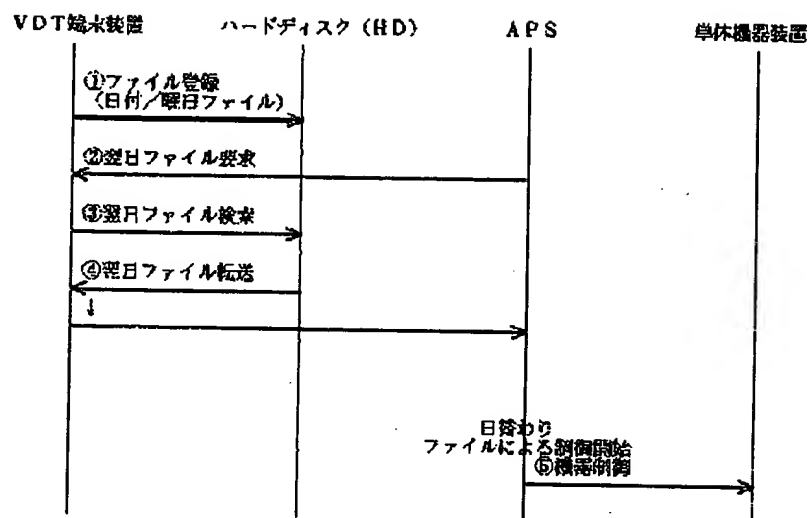 VDT端末装置
ハードディスク(HD)
APS
単体機器装置
①ファイル登録
(日付/曜日ファイル)
②翌日ファイル要求
③翌日ファイル検索
④翌日ファイル転送
日替わり
ファイルによる制御開始
⑤機器制御